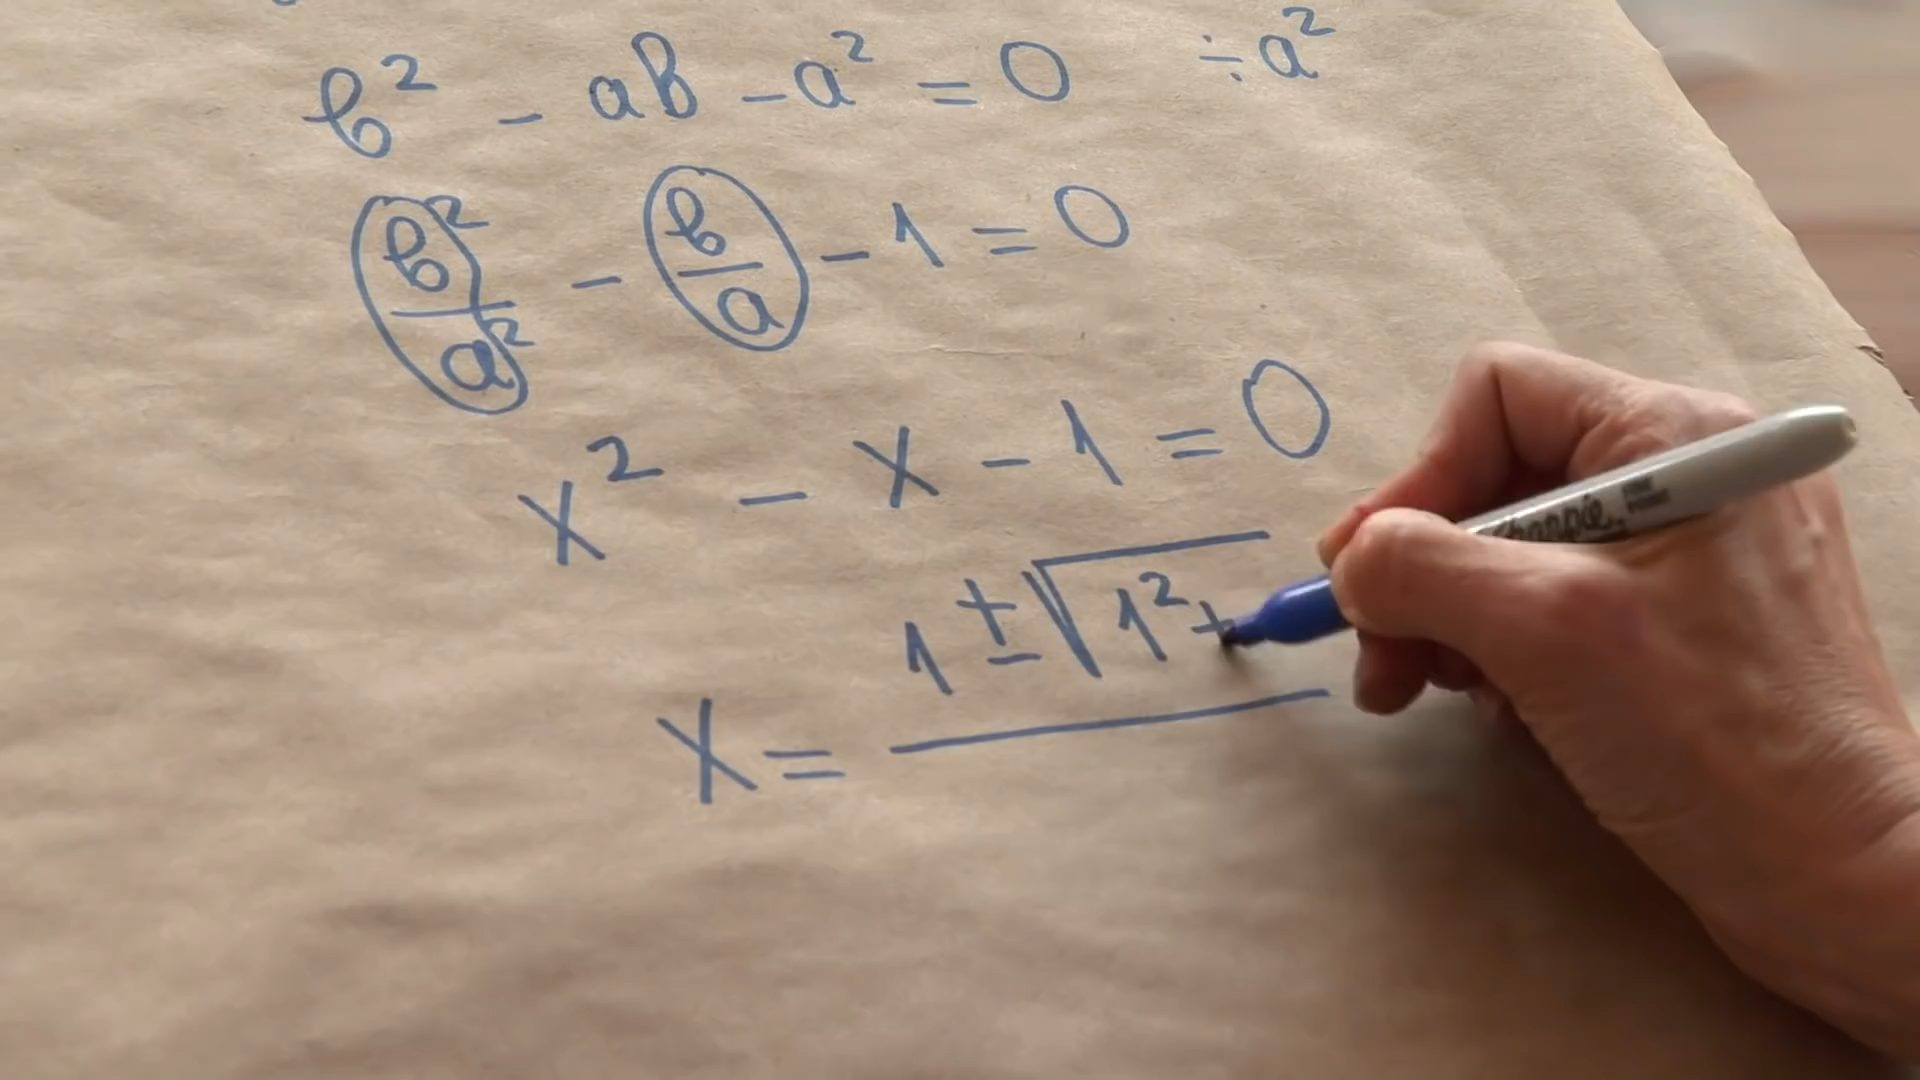 b² - ab - a² = 0 ÷a²
b²/a² - b/a - 1 = 0
x² - x - 1 = 0
x = 1 ± √1² +
Sharpie